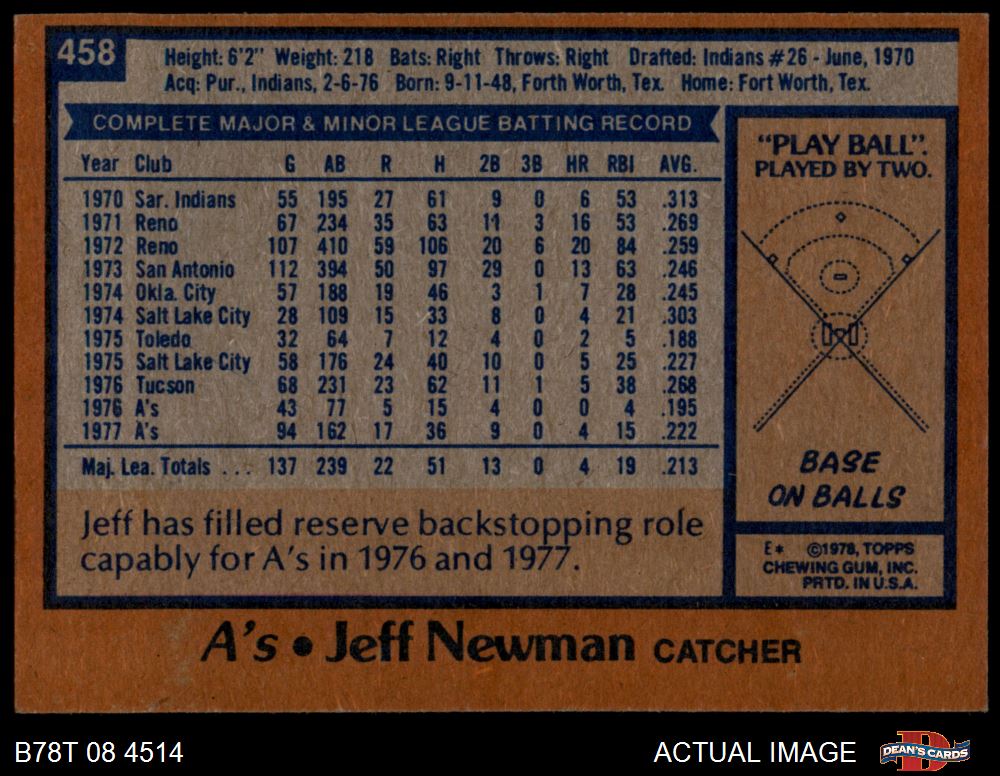 458
Height: 6'2" Weight: 218 Bats: Right Throws: Right Drafted: Indians #26 - June, 1970
Acq: Pur., Indians, 2-6-76 Born: 9-11-48, Forth Worth, Tex. Home: Fort Worth, Tex.
COMPLETE MAJOR & MINOR LEAGUE BATTING RECORD
Year Club G AB R H 2B 3B HR RBI AVG.
1970 Sar. Indians 55 195 27 61 9 0 6 53 .313
1971 Reno 67 234 35 63 11 3 16 53 .269
1972 Reno 107 410 59 106 20 6 20 84 .259
1973 San Antonio 112 394 50 97 29 0 13 63 .246
1974 Okla. City 57 188 19 46 3 1 7 28 .245
1974 Salt Lake City 28 109 15 33 8 0 4 21 .303
1975 Toledo 32 64 7 12 4 0 2 5 .188
1975 Salt Lake City 58 176 24 40 10 0 5 25 .227
1976 Tucson 68 231 23 62 11 1 5 38 .268
1976 A's 43 77 5 15 4 0 0 4 .195
1977 A's 94 162 17 36 9 0 4 15 .222
Maj. Lea. Totals ... 137 239 22 51 13 0 4 19 .213
Jeff has filled reserve backstopping role
capably for A's in 1976 and 1977.
"PLAY BALL".
PLAYED BY TWO.
BASE
ON BALLS
E* ©1978, TOPPS
CHEWING GUM, INC.
PRTD. IN U.S.A.
A's • Jeff Newman CATCHER
B78T 08 4514
ACTUAL IMAGE
D
DEAN'S CARDS